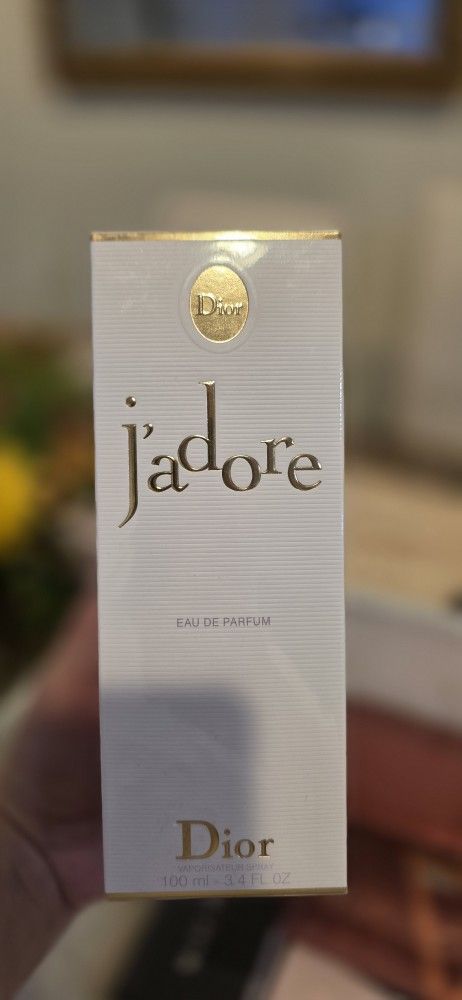 Dior
j'adore
EAU DE PARFUM
Dior
VAPORISATEUR SPRAY
100 ml - 3.4 FL. OZ